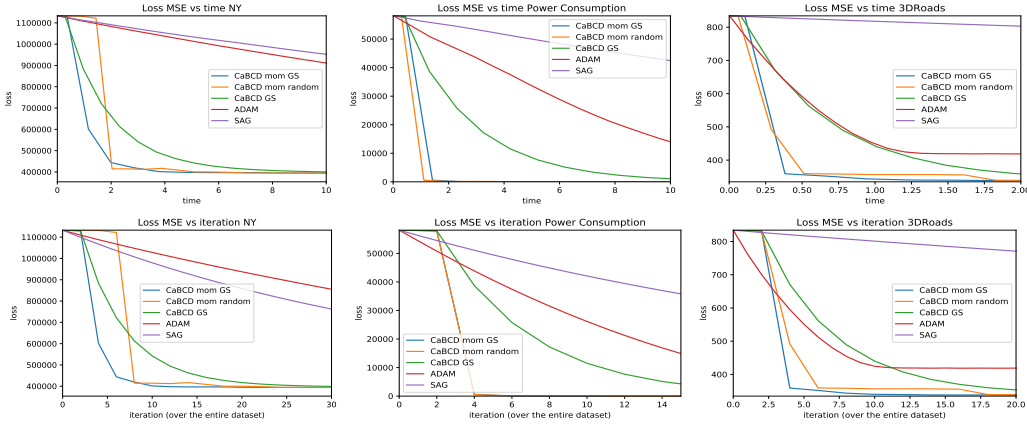 Loss MSE vs time NY
1100000
1000000
900000
800000
700000
600000
500000
400000
loss
0 2 4 6 8 10
time
CaBCD mom GS
CaBCD mom random
CaBCD GS
ADAM
SAG
Loss MSE vs time Power Consumption
50000
40000
30000
20000
10000
0
loss
0 2 4 6 8 10
time
CaBCD mom GS
CaBCD mom random
CaBCD GS
ADAM
SAG
Loss MSE vs time 3DRoads
800
700
600
500
400
loss
0.00 0.25 0.50 0.75 1.00 1.25 1.50 1.75 2.00
time
CaBCD mom GS
CaBCD mom random
CaBCD GS
ADAM
SAG
Loss MSE vs iteration NY
1100000
1000000
900000
800000
700000
600000
500000
400000
loss
0 5 10 15 20 25 30
iteration (over the entire dataset)
CaBCD mom GS
CaBCD mom random
CaBCD GS
ADAM
SAG
Loss MSE vs iteration Power Consumption
50000
40000
30000
20000
10000
0
loss
0 2 4 6 8 10 12 14
iteration (over the entire dataset)
CaBCD mom GS
CaBCD mom random
CaBCD GS
ADAM
SAG
Loss MSE vs iteration 3DRoads
800
700
600
500
400
loss
0.0 2.5 5.0 7.5 10.0 12.5 15.0 17.5 20.0
iteration (over the entire dataset)
CaBCD mom GS
CaBCD mom random
CaBCD GS
ADAM
SAG